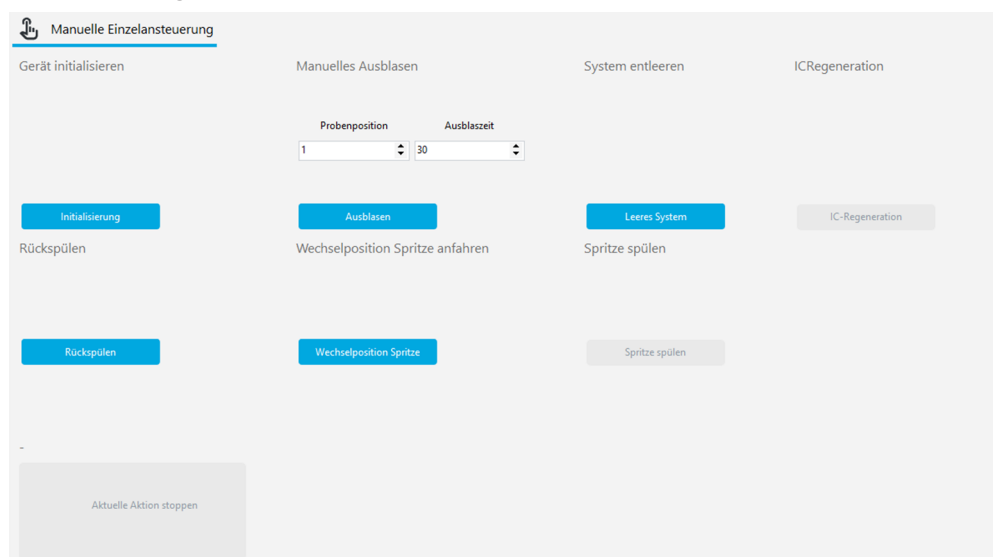 Manuelle Einzelansteuerung
Gerät initialisieren Manuelles Ausblasen System entleeren ICRegeneration
Probenposition Ausblaszeit
1 30
Initialisierung Ausblasen Leeres System IC-Regeneration
Rückspülen Wechselposition Spritze anfahren Spritze spülen
Rückspülen Wechselposition Spritze Spritze spülen
-
Aktuelle Aktion stoppen